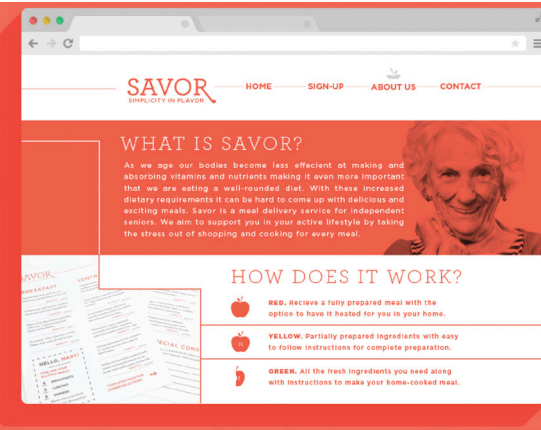 SAVOR
SIMPLICITY IN FLAVOR
HOME
SIGN-UP
ABOUT US
CONTACT
WHAT IS SAVOR?
As we age our bodies become less effecient at making and
absorbing vitamins and nutrients making it even more important
that we are eating a well-rounded diet. With these increased
dietary requirements it can be hard to come up with delicious and
exciting meals. Savor is a meal delivery service for independent
seniors. We aim to support you in your active lifestyle by taking
the stress out of shopping and cooking for every meal.
HOW DOES IT WORK?
RED. Recieve a fully prepared meal with the
option to have it heated for you in your home.
YELLOW. Partially prepared ingredients with easy
to follow instructions for complete preparation.
GREEN. All the fresh ingredients you need along
with instructions to make your home-cooked meal.
SAVOR
BREAKFAST
HELLO, MARY!